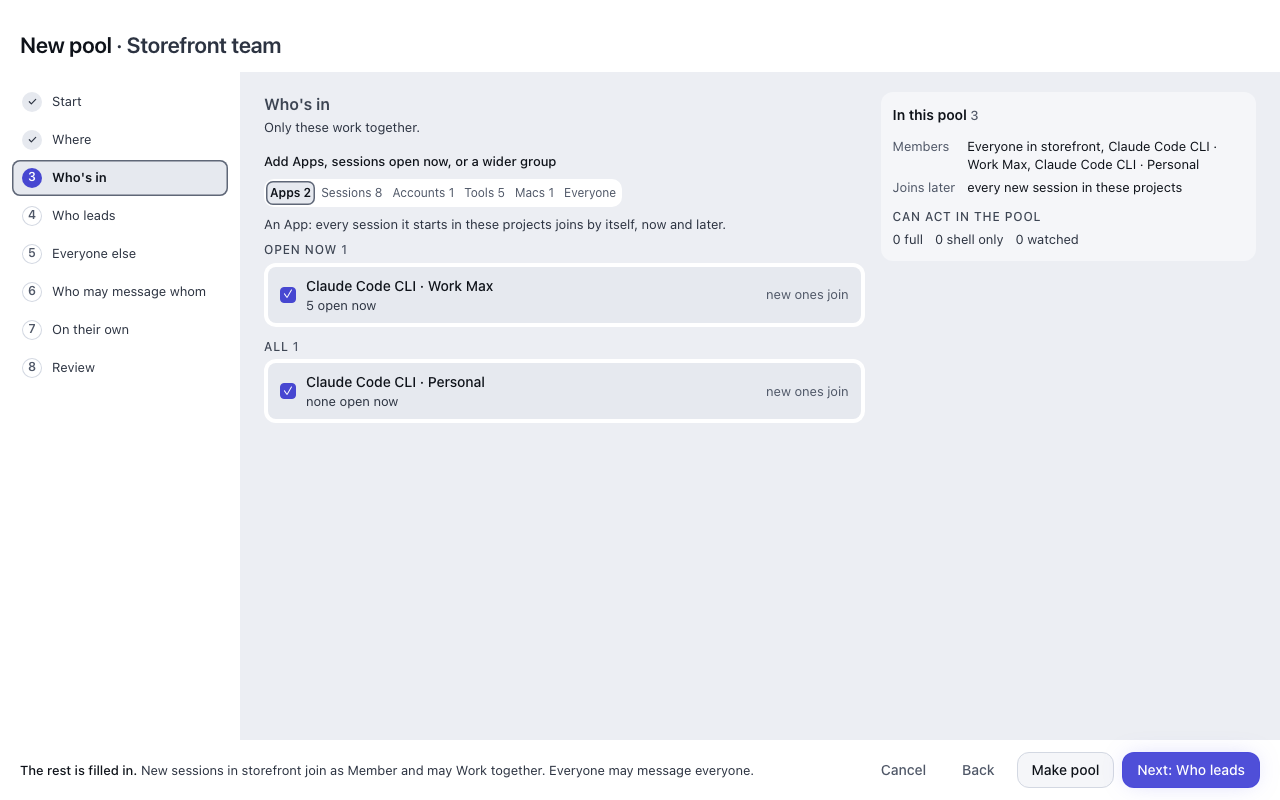 New pool · Storefront team
Start
Where
3 Who's in
4 Who leads
5 Everyone else
6 Who may message whom
7 On their own
8 Review
Who's in
Only these work together.
Add Apps, sessions open now, or a wider group
Apps 2 Sessions 8 Accounts 1 Tools 5 Macs 1 Everyone
An App: every session it starts in these projects joins by itself, now and later.
OPEN NOW 1
Claude Code CLI · Work Max
5 open now
new ones join
ALL 1
Claude Code CLI · Personal
none open now
new ones join
In this pool 3
Members Everyone in storefront, Claude Code CLI ·
Work Max, Claude Code CLI · Personal
Joins later every new session in these projects
CAN ACT IN THE POOL
0 full 0 shell only 0 watched
The rest is filled in. New sessions in storefront join as Member and may Work together. Everyone may message everyone.
Cancel Back Make pool Next: Who leads